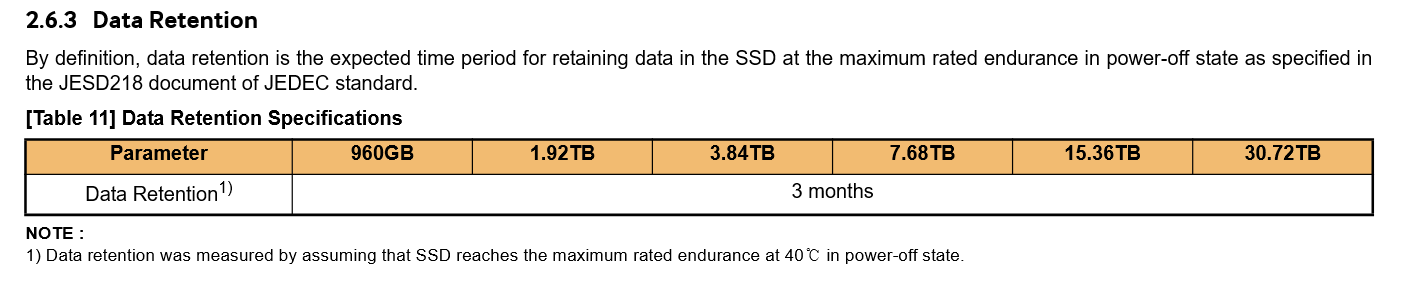 2.6.3 Data Retention
By definition, data retention is the expected time period for retaining data in the SSD at the maximum rated endurance in power-off state as specified in
the JESD218 document of JEDEC standard.
[Table 11] Data Retention Specifications
Parameter 960GB 1.92TB 3.84TB 7.68TB 15.36TB 30.72TB
Data Retention1) 3 months
NOTE :
1) Data retention was measured by assuming that SSD reaches the maximum rated endurance at 40℃ in power-off state.